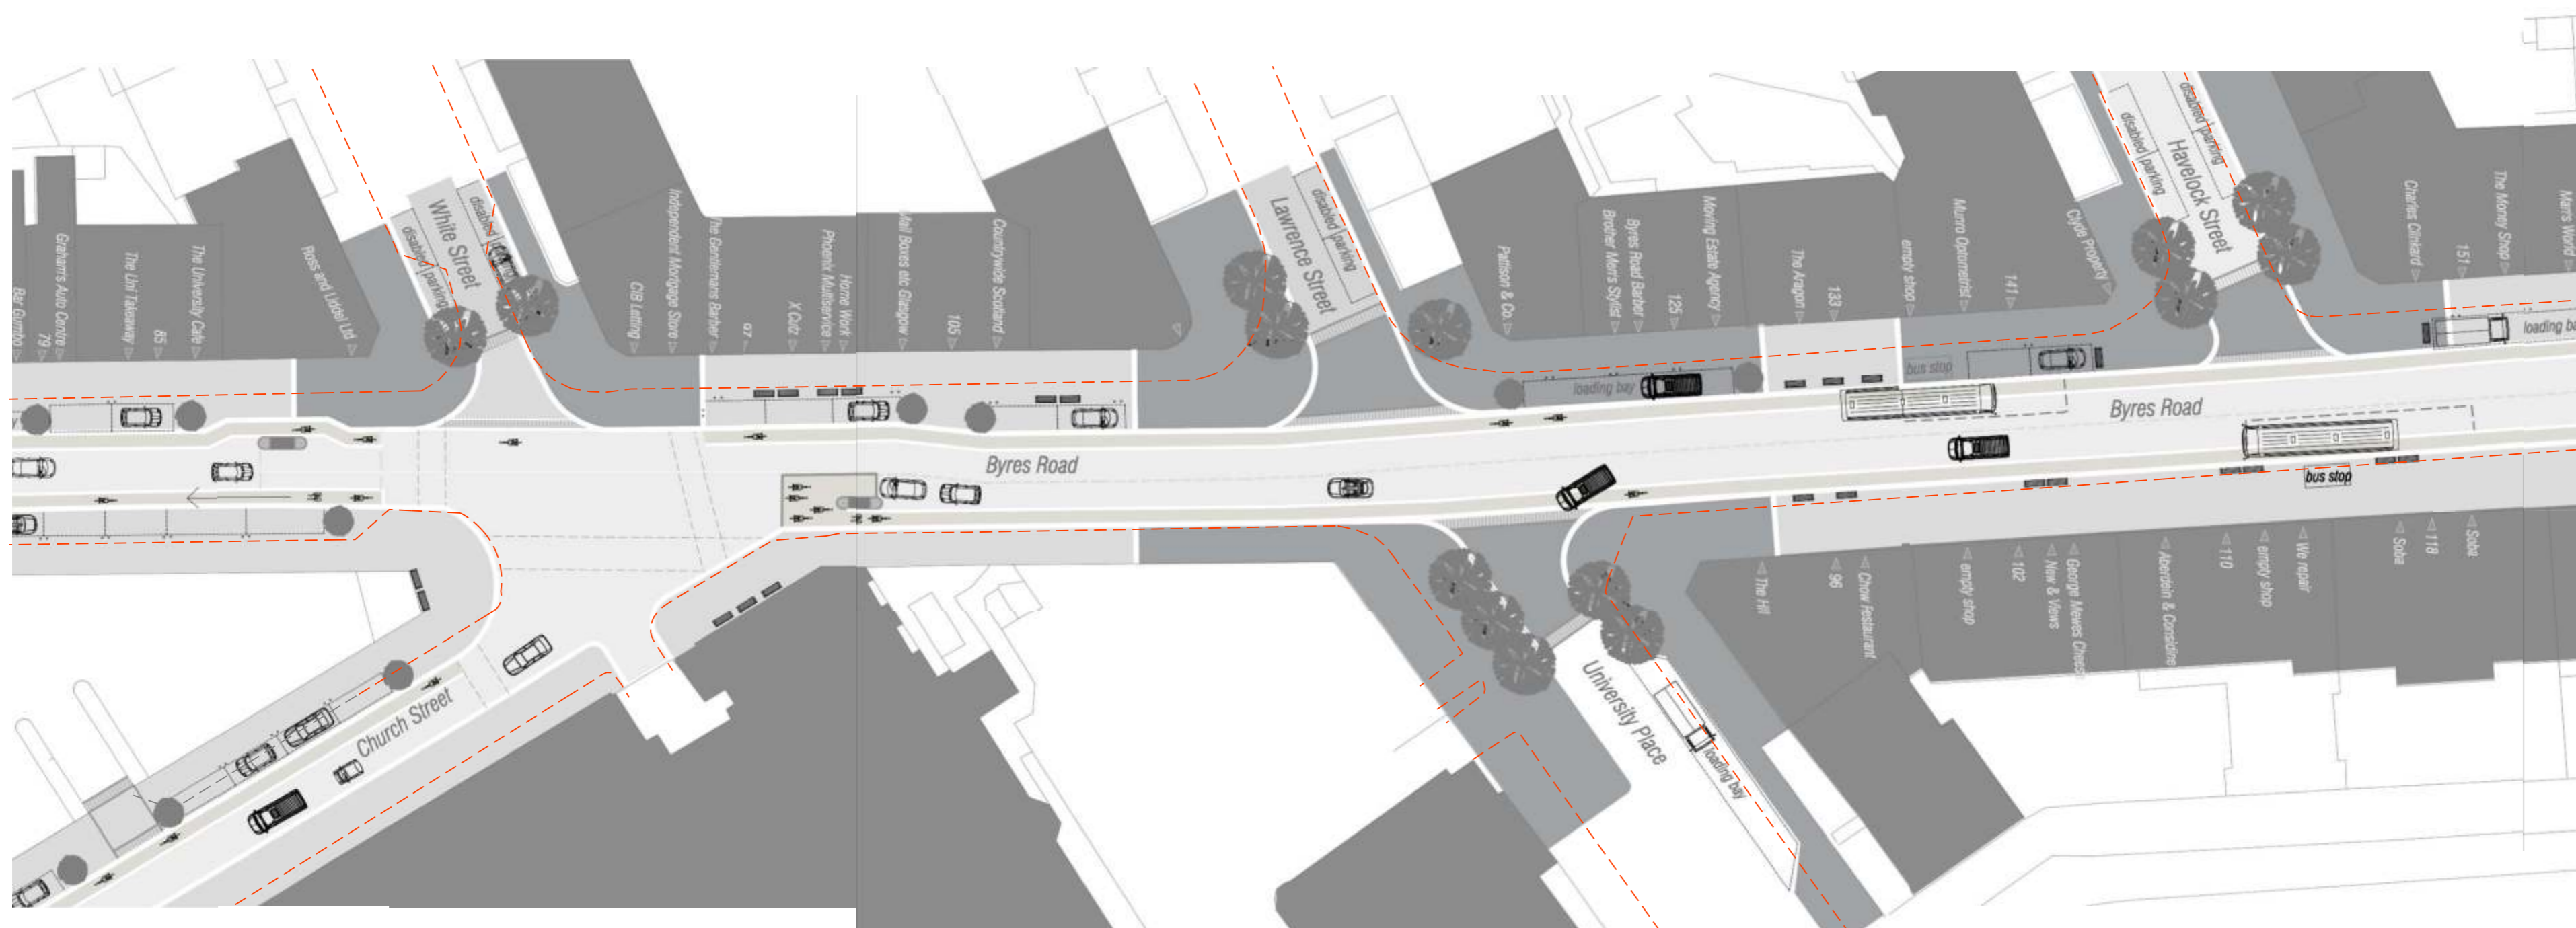 Bar Gumbo
79
Graham's Auto Centre
The Uni Takeaway
85
The University Cafe
Ross and Liddel Ltd
disabled parking
White Street
disabled
CIB Letting
Independent Mortgage Store
The Gentlemans Barber
X Cutz
Phoenix Multiservice
Home Work
Mail Boxes etc Glasgow
105
Countrywide Scotland
Lawrence Street
disabled parking
Pattison & Co.
Brother Men's Stylist
Byres Road Barber
125
Moving Estate Agency
The Aragon
133
empty shop
Munro Optometrist
141
Clyde Property
disabled parking
Havelock Street
disabled parking
Charles Clinkard
151
The Money Shop
Man's World
loading bay
bus stop
loading ba
Byres Road
Byres Road
bus stop
Church Street
University Place
loading bay
The Hill
96
Chow Restaurant
empty shop
102
New & Views
George Mewes Cheese
Aberdein & Considine
110
empty shop
We repair
Soba
118
Soba